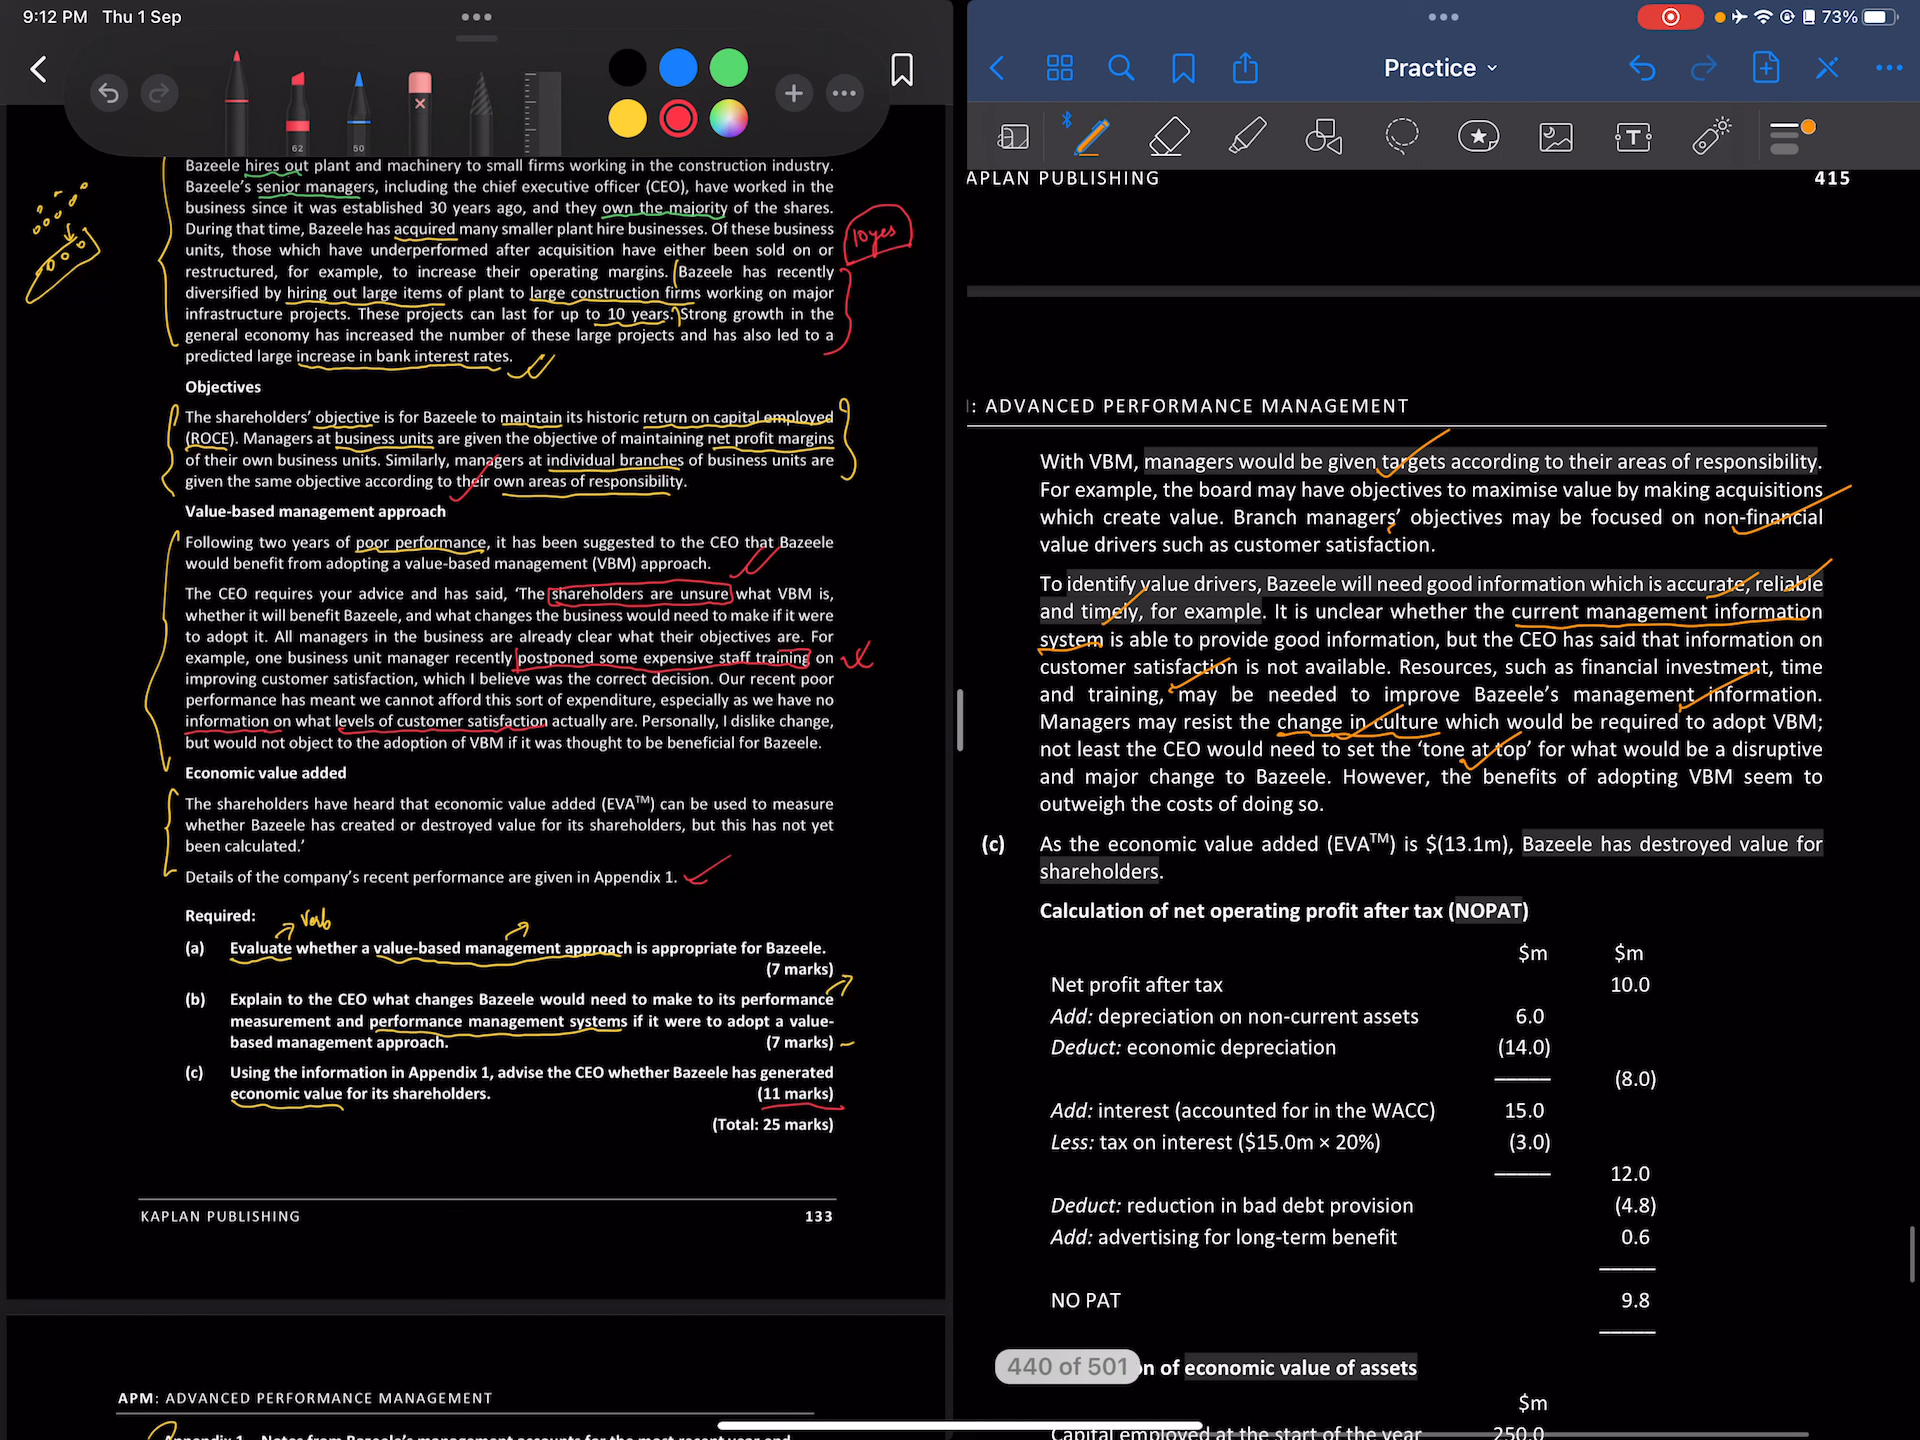 9:12 PM Thu 1 Sep
62
50
Bazeele hires out plant and machinery to small firms working in the construction industry.
Bazeele's senior managers, including the chief executive officer (CEO), have worked in the
business since it was established 30 years ago, and they own the majority of the shares.
During that time, Bazeele has acquired many smaller plant hire businesses. Of these business
units, those which have underperformed after acquisition have either been sold on or
restructured, for example, to increase their operating margins. Bazeele has recently
diversified by hiring out large items of plant to large construction firms working on major
infrastructure projects. These projects can last for up to 10 years. Strong growth in the
general economy has increased the number of these large projects and has also led to a
predicted large increase in bank interest rates.
10yes
Objectives
The shareholders' objective is for Bazeele to maintain its historic return on capital employed
(ROCE). Managers at business units are given the objective of maintaining net profit margins
of their own business units. Similarly, managers at individual branches of business units are
given the same objective according to their own areas of responsibility.
Value-based management approach
Following two years of poor performance, it has been suggested to the CEO that Bazeele
would benefit from adopting a value-based management (VBM) approach.
The CEO requires your advice and has said, 'The shareholders are unsure what VBM is,
whether it will benefit Bazeele, and what changes the business would need to make if it were
to adopt it. All managers in the business are already clear what their objectives are. For
example, one business unit manager recently postponed some expensive staff training on
improving customer satisfaction, which I believe was the correct decision. Our recent poor
performance has meant we cannot afford this sort of expenditure, especially as we have no
information on what levels of customer satisfaction actually are. Personally, I dislike change,
but would not object to the adoption of VBM if it was thought to be beneficial for Bazeele.
Economic value added
The shareholders have heard that economic value added (EVA™) can be used to measure
whether Bazeele has created or destroyed value for its shareholders, but this has not yet
been calculated.'
Details of the company's recent performance are given in Appendix 1.
Required:
Verb
(a) Evaluate whether a value-based management approach is appropriate for Bazeele.
(7 marks)
(b) Explain to the CEO what changes Bazeele would need to make to its performance
measurement and performance management systems if it were to adopt a value-
based management approach. (7 marks)
(c) Using the information in Appendix 1, advise the CEO whether Bazeele has generated
economic value for its shareholders. (11 marks)
(Total: 25 marks)
KAPLAN PUBLISHING 133
APM: ADVANCED PERFORMANCE MANAGEMENT
Appendix 1 – Notes from Bazeele's management accounts for the most recent year end
73%
Practice
APLAN PUBLISHING 415
: ADVANCED PERFORMANCE MANAGEMENT
With VBM, managers would be given targets according to their areas of responsibility.
For example, the board may have objectives to maximise value by making acquisitions
which create value. Branch managers' objectives may be focused on non-financial
value drivers such as customer satisfaction.
To identify value drivers, Bazeele will need good information which is accurate, reliable
and timely, for example. It is unclear whether the current management information
system is able to provide good information, but the CEO has said that information on
customer satisfaction is not available. Resources, such as financial investment, time
and training, may be needed to improve Bazeele's management information.
Managers may resist the change in culture which would be required to adopt VBM;
not least the CEO would need to set the 'tone at top' for what would be a disruptive
and major change to Bazeele. However, the benefits of adopting VBM seem to
outweigh the costs of doing so.
(c) As the economic value added (EVA™) is $(13.1m), Bazeele has destroyed value for
shareholders.
Calculation of net operating profit after tax (NOPAT)
$m $m
Net profit after tax 10.0
Add: depreciation on non-current assets 6.0
Deduct: economic depreciation (14.0)
(8.0)
Add: interest (accounted for in the WACC) 15.0
Less: tax on interest ($15.0m × 20%) (3.0)
12.0
Deduct: reduction in bad debt provision (4.8)
Add: advertising for long-term benefit 0.6
NO PAT 9.8
440 of 501
n of economic value of assets
$m
Capital employed at the start of the year 250.0